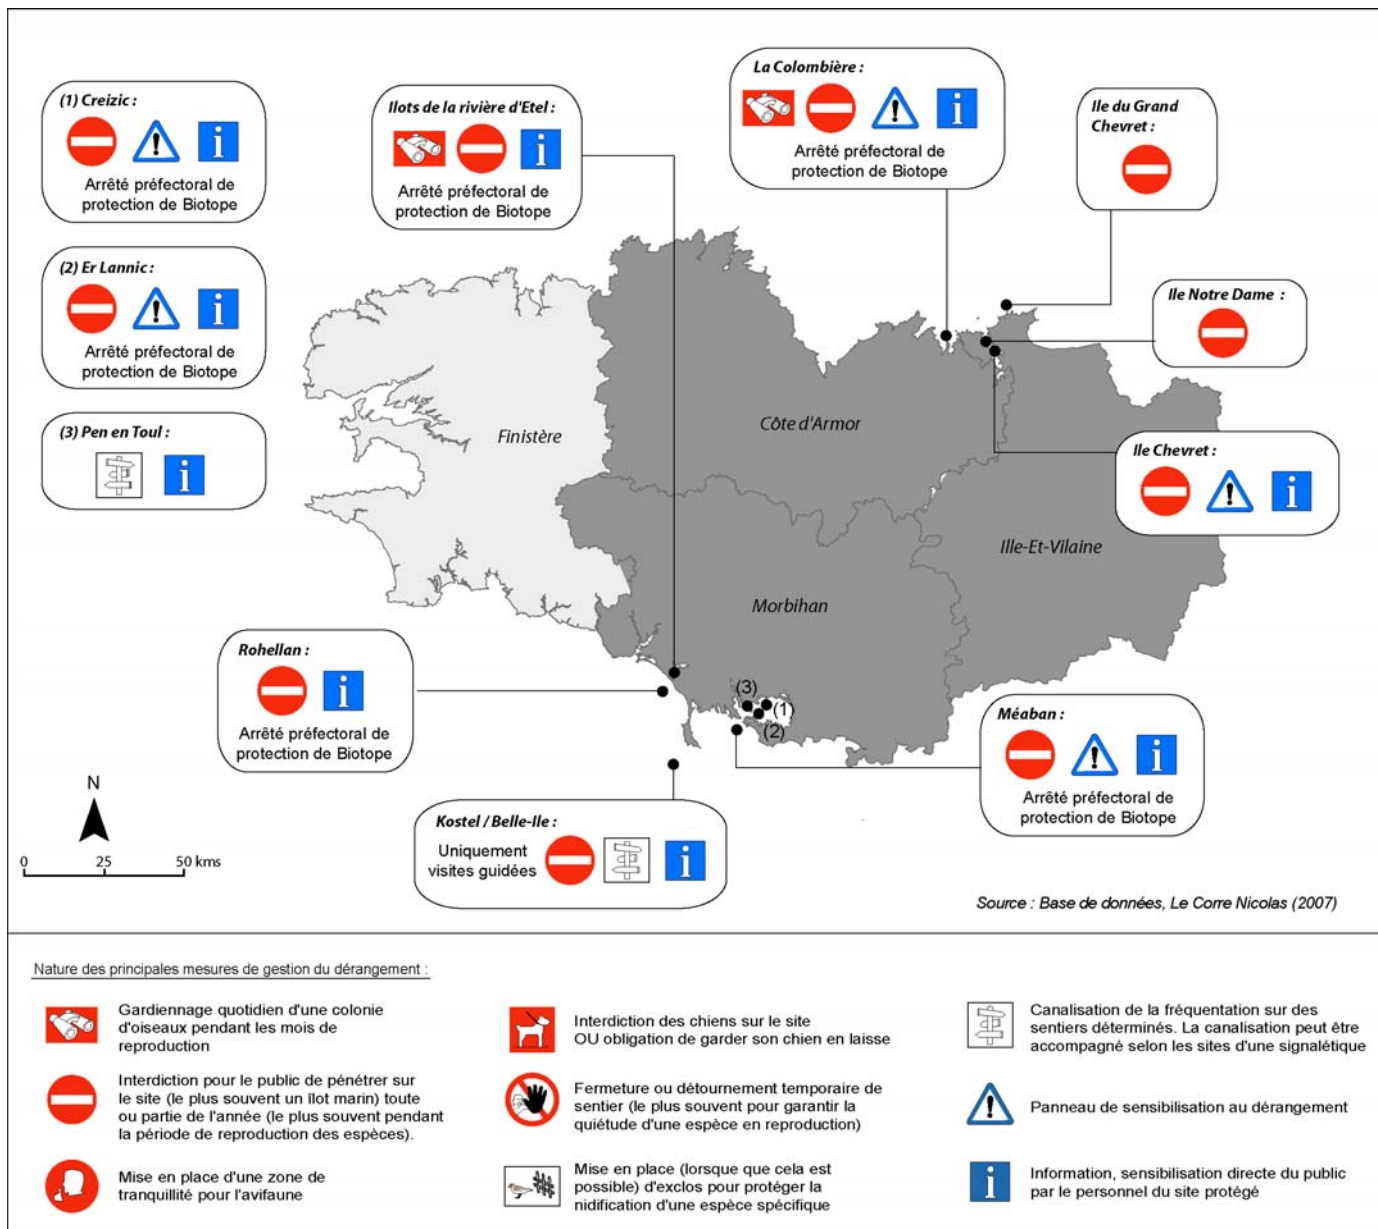 (1) Creizic :
Arrêté préfectoral de
protection de Biotope
(2) Er Lannic :
Arrêté préfectoral de
protection de Biotope
(3) Pen en Toul :
Ilots de la rivière d'Etel :
Arrêté préfectoral de
protection de Biotope
La Colombière :
Arrêté préfectoral de
protection de Biotope
Ile du Grand
Chevret :
Ile Notre Dame :
Ile Chevret :
Finistère
Côte d'Armor
Ille-Et-Vilaine
Morbihan
(3)
(1)
(2)
Rohellan :
Arrêté préfectoral de
protection de Biotope
Méaban :
Arrêté préfectoral de
protection de Biotope
Kostel / Belle-Ile :
Uniquement
visites guidées
N
0 25 50 kms
Source : Base de données, Le Corre Nicolas (2007)
Nature des principales mesures de gestion du dérangement :
Gardiennage quotidien d'une colonie
d'oiseaux pendant les mois de
reproduction
Interdiction pour le public de pénétrer sur
le site (le plus souvent un îlot marin) toute
ou partie de l'année (le plus souvent pendant
la période de reproduction des espèces).
Mise en place d'une zone de
tranquillité pour l'avifaune
Interdiction des chiens sur le site
OU obligation de garder son chien en laisse
Fermeture ou détournement temporaire de
sentier (le plus souvent pour garantir la
quiétude d'une espèce en reproduction)
Mise en place (lorsque que cela est
possible) d'exclos pour protéger la
nidification d'une espèce spécifique
Canalisation de la fréquentation sur des
sentiers déterminés. La canalisation peut être
accompagné selon les sites d'une signalétique
Panneau de sensibilisation au dérangement
Information, sensibilisation directe du public
par le personnel du site protégé